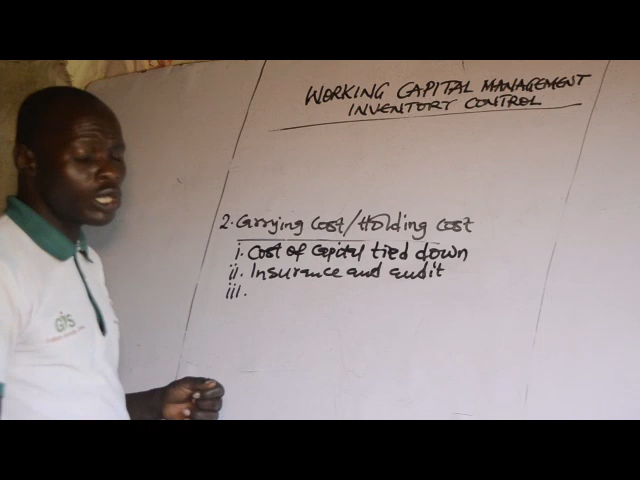 WORKING CAPITAL MANAGEMENT
INVENTORY CONTROL
2. Carrying Cost/Holding cost
i. Cost of Capital tied down
ii. Insurance and audit
iii.